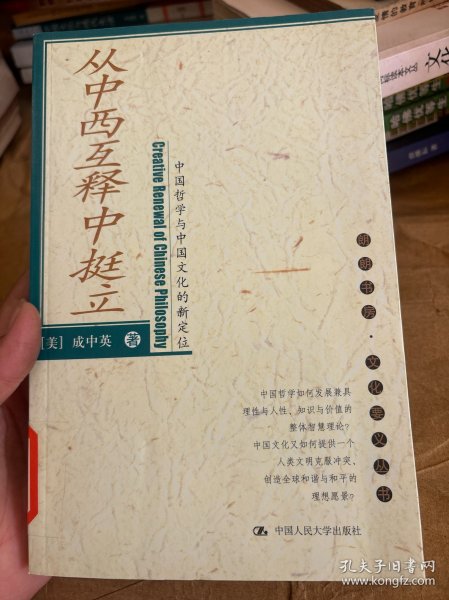 从中西互释中挺立
中国哲学与中国文化的新定位
Creative Renewal of Chinese Philosophy
[美] 成中英 著
朗朗书房·文化要义丛书
中国哲学如何发展兼具
理性与人性、知识与价值的
整体智慧理论?
中国文化又如何提供一个
人类文明克服冲突、
创造全球和谐与和平的
理想愿景?
中国人民大学出版社
文化
孔夫子旧书网
kongfz.com